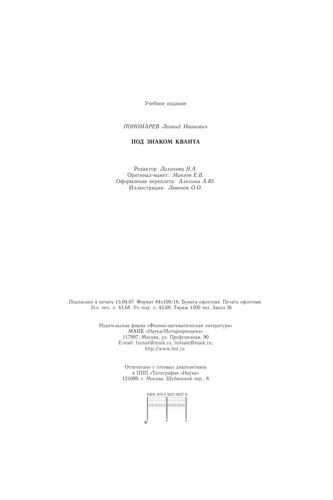 Учебное издание
ПОНОМАРЕВ Леонид Иванович
ПОД ЗНАКОМ КВАНТА
Редактор Лихачева Н.А.
Оригинал-макет: Макеев Е.В.
Оформление переплета: Алехина А.Ю.
Иллюстрации: Левенок О.О.
Подписано в печать 13.04.07. Формат 84х108/16. Бумага офсетная. Печать офсетная.
Усл. печ. л. 43,68. Уч.-изд. л. 45,68. Тираж 1500 экз. Заказ №
Издательская фирма «Физико-математическая литература»
МАИК «Наука/Интерпериодика»
117997, Москва, ул. Профсоюзная, 90
E-mail: fizmat@maik.ru, fmlsale@maik.ru;
http://www.fml.ru
Отпечатано с готовых диапозитивов
в ППП «Типография «Наука»
121099, г. Москва, Шубинский пер., 6
ISBN 978-5-9221-0837-9